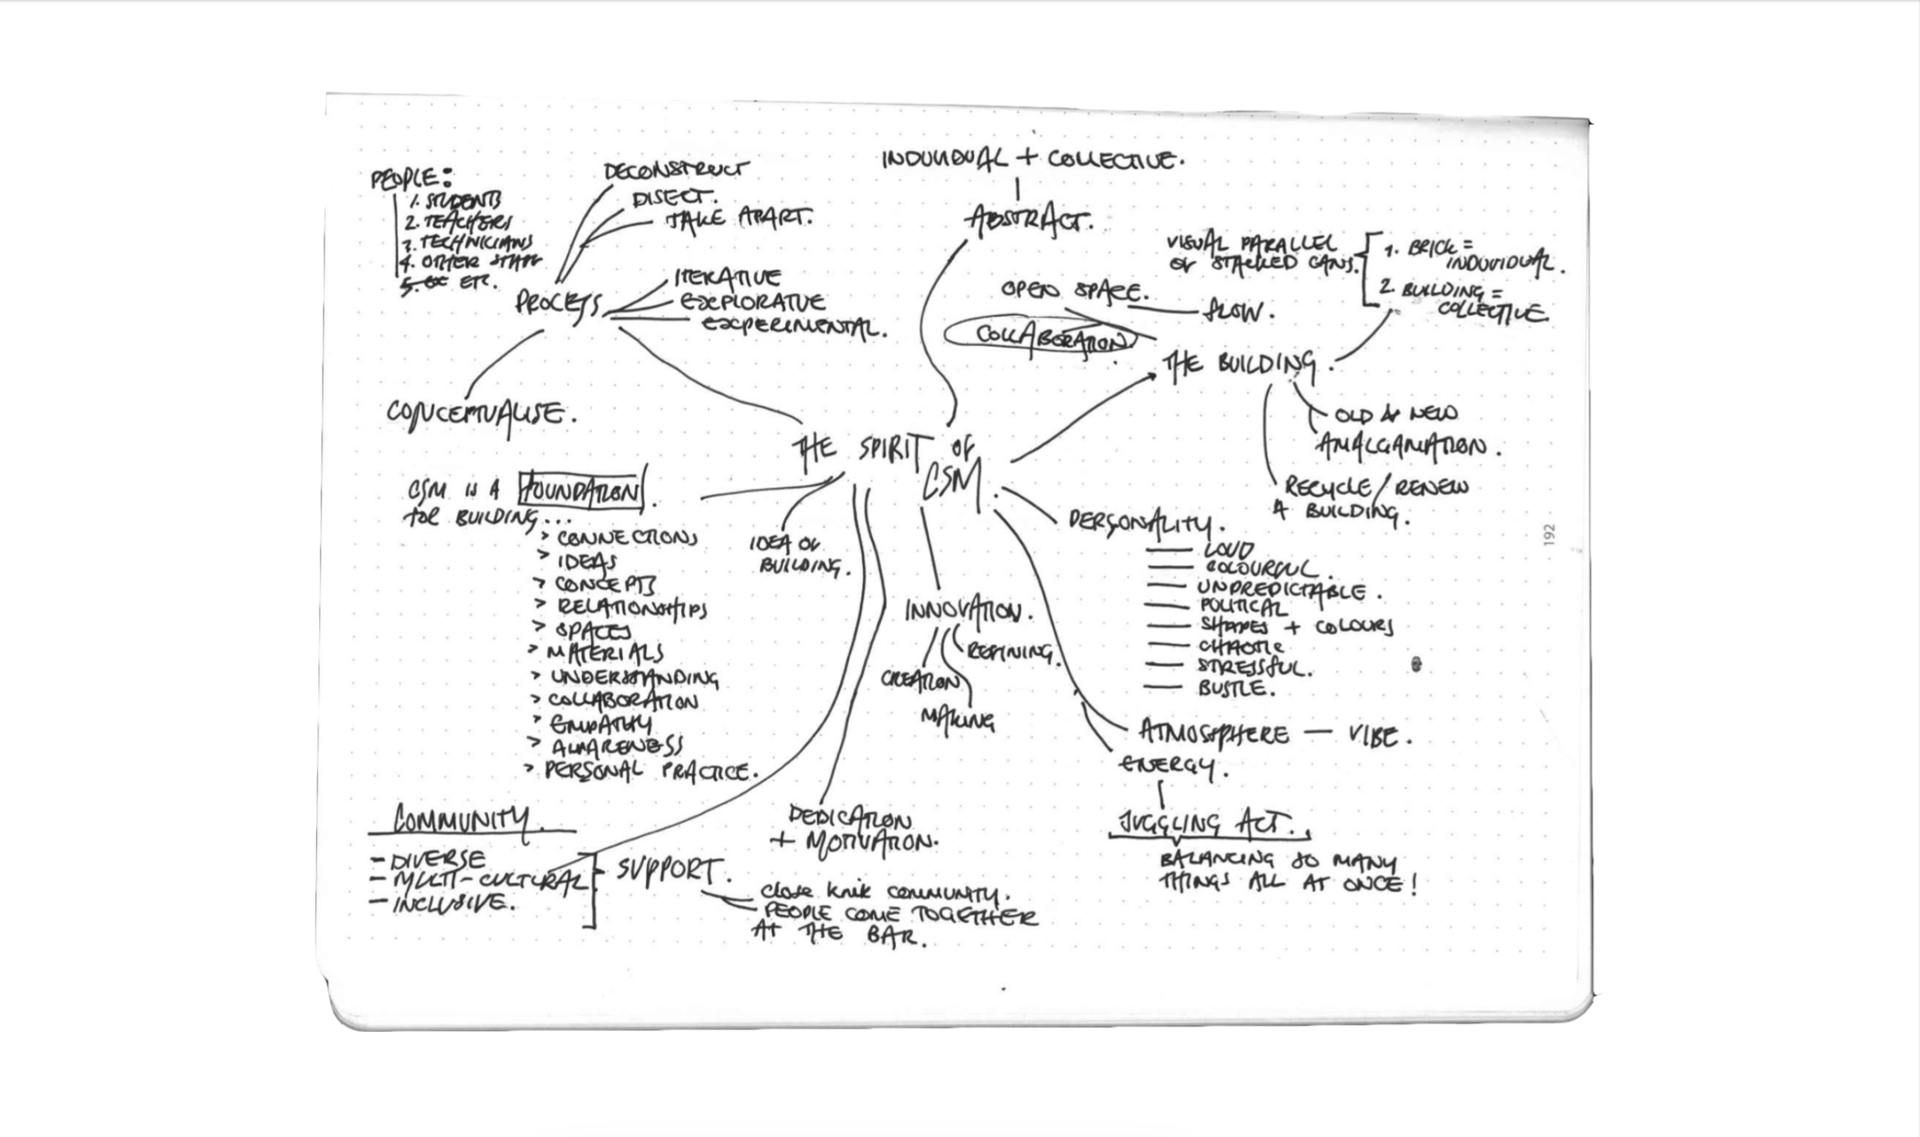 PEOPLE:
1. STUDENTS
2. TEACHERS
3. TECHNICIANS
4. OTHER STAFF
5. ETC.
DECONSTRUCT
DISECT.
TAKE APART.
PROCESS
ITERATIVE
EXPLORATIVE
EXPERIMENTAL.
CONCEPTUALISE.
INDIVIDUAL + COLLECTIVE.
ABSTRACT.
VISUAL PARALLEL
OF STACKED CANS.
1. BRICK =
INDIVIDUAL.
2. BUILDING =
COLLECTIVE
OPEN SPACE.
FLOW.
COLLABORATION
THE BUILDING.
OLD & NEW
AMALGAMATION.
RECYCLE/RENEW
A BUILDING.
THE SPIRIT OF
CSM.
CSM IS A FOUNDATION.
FOR BUILDING...
> CONNECTIONS
> IDEAS
> CONCEPTS
> RELATIONSHIPS
> SPACES
> MATERIALS
> UNDERSTANDING
> COLLABORATION
> EMPATHY
> AWARENESS
> PERSONAL PRACTICE.
IDEA OF
BUILDING.
INNOVATION.
REFINING.
CREATION
MAKING
PERSONALITY.
— LOUD
— COLOURFUL.
— UNPREDICTABLE.
— POLITICAL
— SHAPES + COLOURS
— CHAOTIC
— STRESSFUL.
— BUSTLE.
192
ATMOSPHERE — VIBE.
ENERGY.
JUGGLING ACT.
BALANCING SO MANY
THINGS ALL AT ONCE!
DEDICATION
+ MOTIVATION.
COMMUNITY.
- DIVERSE
- MULTI-CULTURAL
- INCLUSIVE.
SUPPORT.
close knit COMMUNITY.
PEOPLE COME TOGETHER
AT THE BAR.